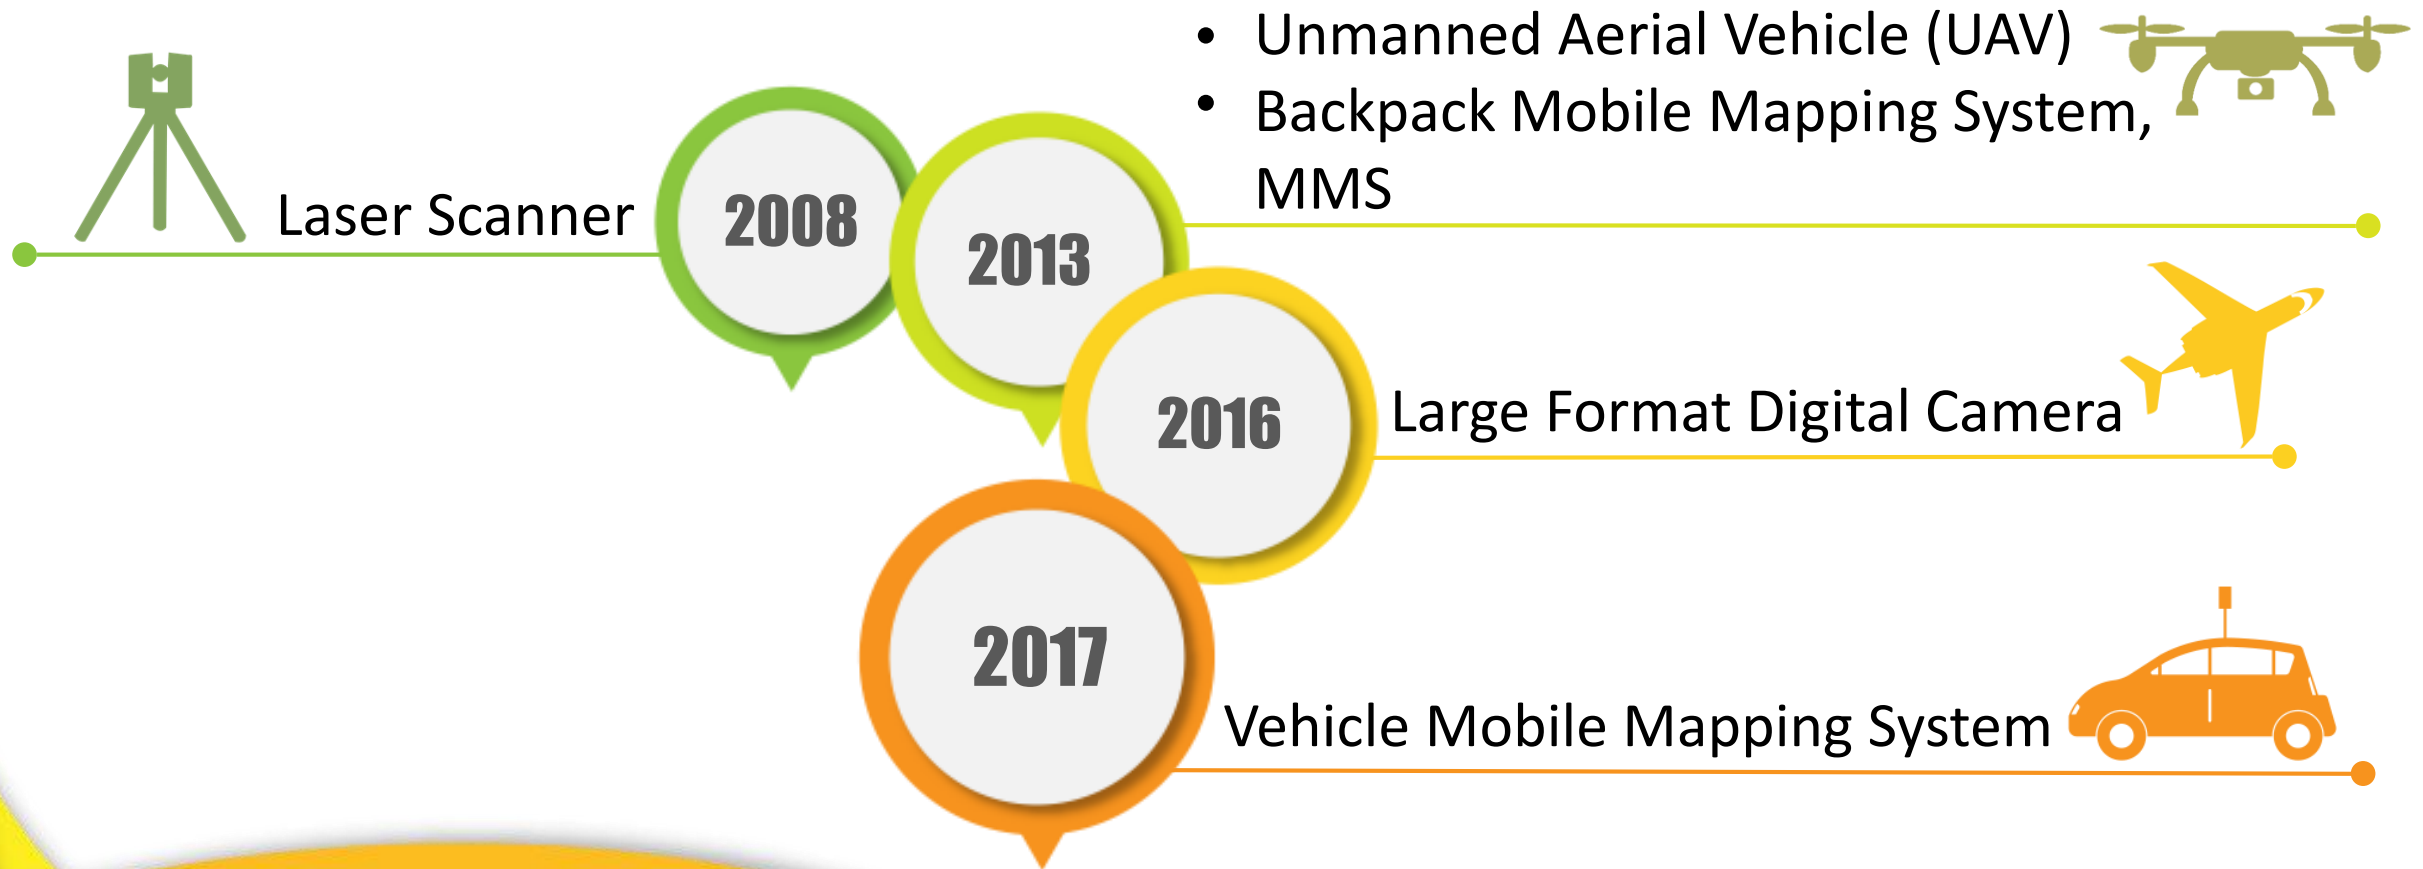 Laser Scanner
2008
2013
• Unmanned Aerial Vehicle (UAV)
• Backpack Mobile Mapping System,
MMS
2016
Large Format Digital Camera
2017
Vehicle Mobile Mapping System